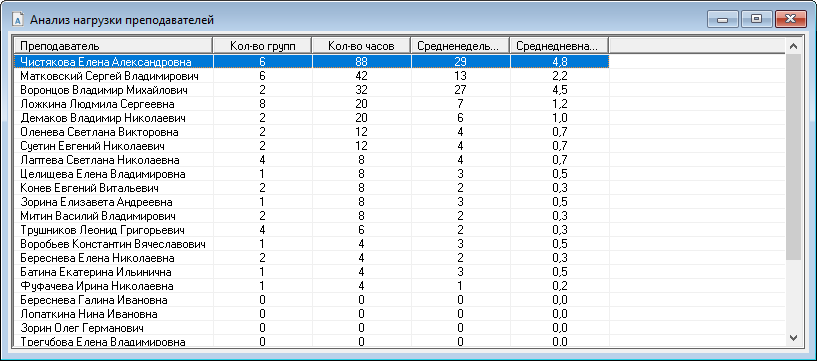 Анализ нагрузки преподавателей
Преподаватель Кол-во групп Кол-во часов Средненедель... Среднедневна...
Чистякова Елена Александровна 6 88 29 4,8
Матковский Сергей Владимирович 6 42 13 2,2
Воронцов Владимир Михайлович 2 32 27 4,5
Ложкина Людмила Сергеевна 8 20 7 1,2
Демаков Владимир Николаевич 2 20 6 1,0
Оленева Светлана Викторовна 2 12 4 0,7
Суетин Евгений Николаевич 2 12 4 0,7
Лаптева Светлана Николаевна 4 8 4 0,7
Целищева Елена Владимировна 1 8 3 0,5
Конев Евгений Витальевич 2 8 2 0,3
Зорина Елизавета Андреевна 1 8 3 0,5
Митин Василий Владимирович 2 8 2 0,3
Трушников Леонид Григорьевич 4 6 2 0,3
Воробьев Константин Вячеславович 1 4 3 0,5
Береснева Елена Николаевна 2 4 2 0,3
Батина Екатерина Ильинична 1 4 3 0,5
Фуфачева Ирина Николаевна 1 4 1 0,2
Береснева Галина Ивановна 0 0 0 0,0
Лопаткина Нина Ивановна 0 0 0 0,0
Зорин Олег Германович 0 0 0 0,0
Трегубова Елена Владимировна 0 0 0 0,0